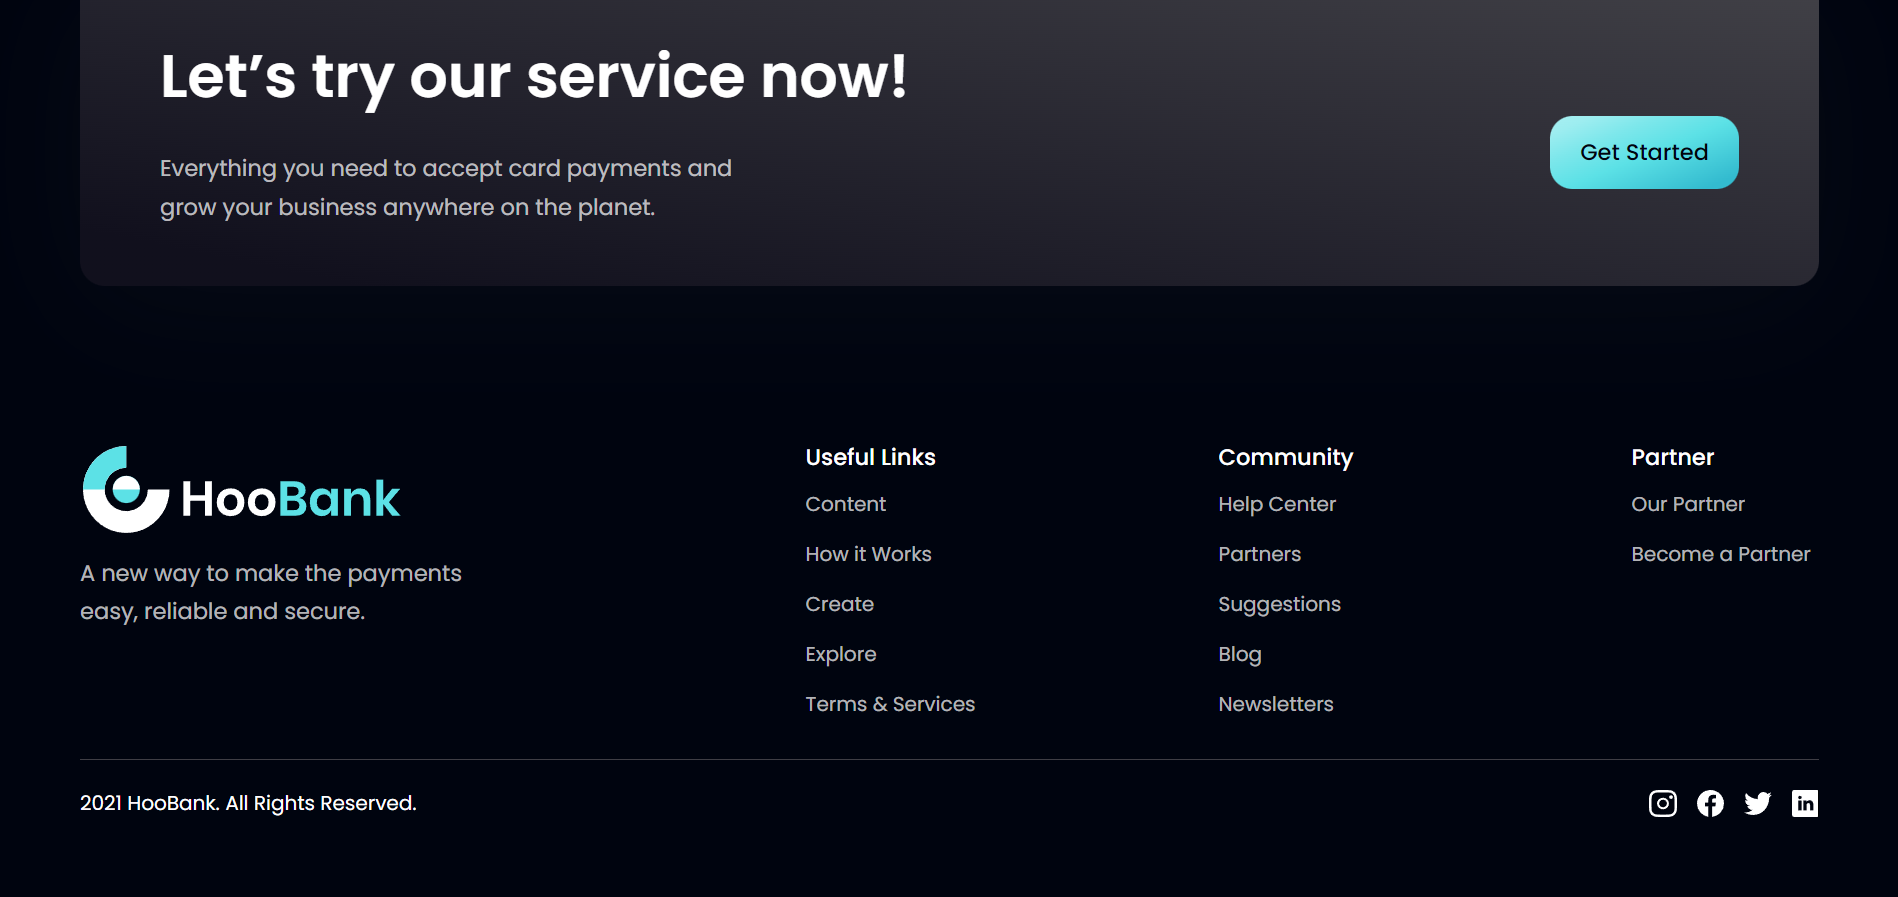 Let’s try our service now!
Everything you need to accept card payments and
grow your business anywhere on the planet.
Get Started
HooBank
A new way to make the payments
easy, reliable and secure.
Useful Links
Content
How it Works
Create
Explore
Terms & Services
Community
Help Center
Partners
Suggestions
Blog
Newsletters
Partner
Our Partner
Become a Partner
2021 HooBank. All Rights Reserved.